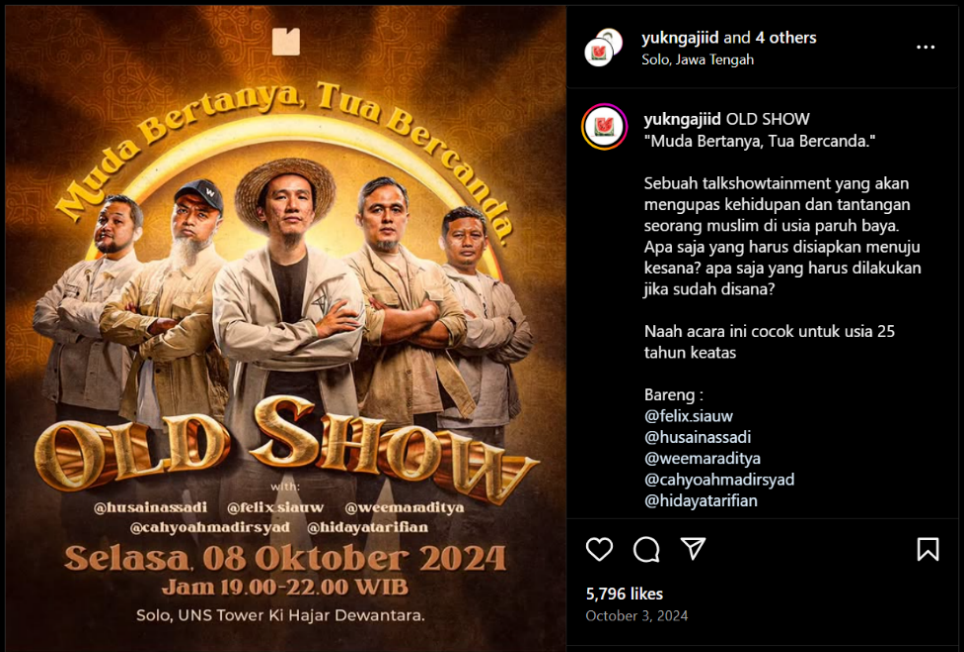 Muda Bertanya, Tua Bercanda.
W
OLD SHOW
with:
@husainassadi @felix.siauw @weemaraditya
@cahyoahmadirsyad @hidayatarifian
Selasa, 08 Oktober 2024
Jam 19.00-22.00 WIB
Solo, UNS Tower Ki Hajar Dewantara.
yukngajiid and 4 others
Solo, Jawa Tengah
yukngajiid OLD SHOW
"Muda Bertanya, Tua Bercanda."
Sebuah talkshowtainment yang akan
mengupas kehidupan dan tantangan
seorang muslim di usia paruh baya.
Apa saja yang harus disiapkan menuju
kesana? apa saja yang harus dilakukan
jika sudah disana?
Naah acara ini cocok untuk usia 25
tahun keatas
Bareng :
@felix.siauw
@husainassadi
@weemaraditya
@cahyoahmadirsyad
@hidayatarifian
5,796 likes
October 3, 2024